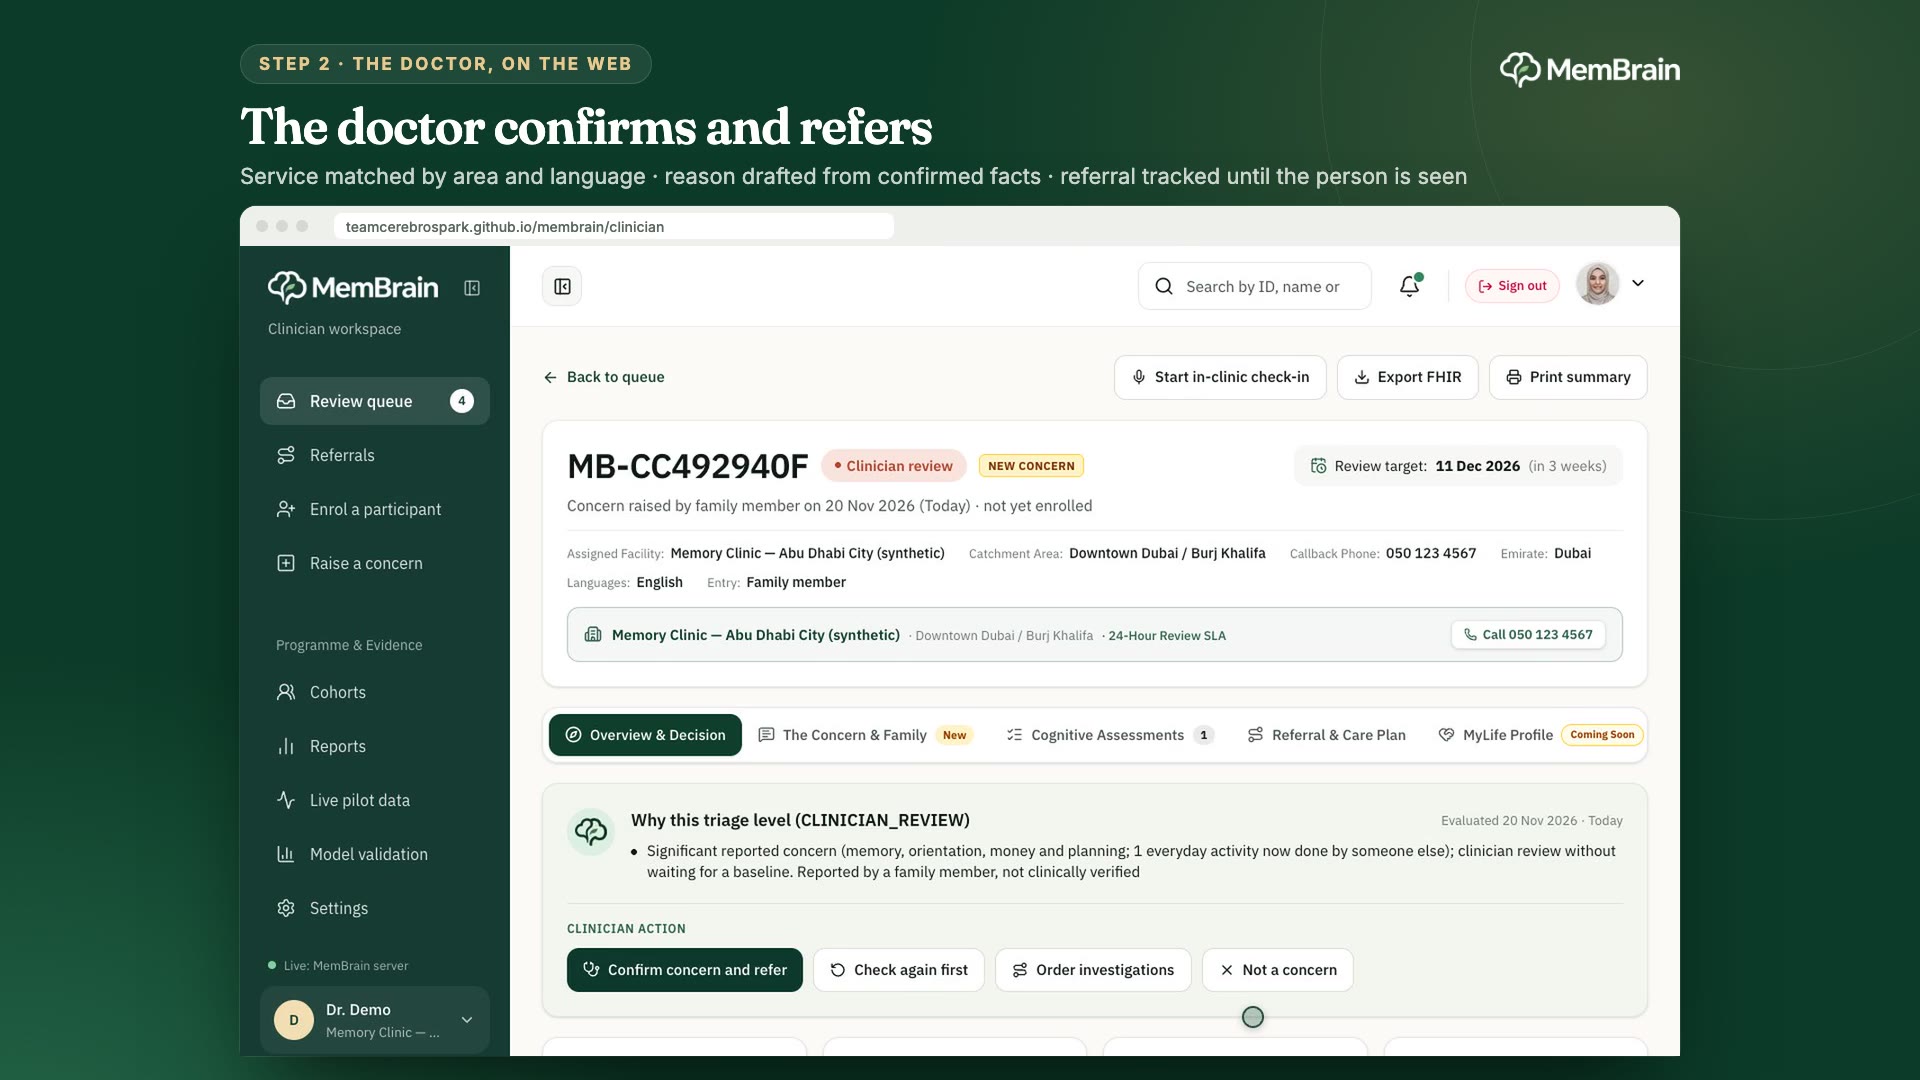 STEP 2 · THE DOCTOR, ON THE WEB
MemBrain
The doctor confirms and refers
Service matched by area and language · reason drafted from confirmed facts · referral tracked until the person is seen
teamcerebrospark.github.io/membrain/clinician
MemBrain
Clinician workspace
Search by ID, name or
Sign out
Review queue 4
Referrals
Enrol a participant
Raise a concern
Programme & Evidence
Cohorts
Reports
Live pilot data
Model validation
Settings
Live: MemBrain server
D
Dr. Demo
Memory Clinic — ...
Back to queue
Start in-clinic check-in
Export FHIR
Print summary
MB-CC492940F
Clinician review
NEW CONCERN
Review target: 11 Dec 2026 (in 3 weeks)
Concern raised by family member on 20 Nov 2026 (Today) · not yet enrolled
Assigned Facility: Memory Clinic — Abu Dhabi City (synthetic) Catchment Area: Downtown Dubai / Burj Khalifa Callback Phone: 050 123 4567 Emirate: Dubai
Languages: English Entry: Family member
Memory Clinic — Abu Dhabi City (synthetic) · Downtown Dubai / Burj Khalifa · 24-Hour Review SLA
Call 050 123 4567
Overview & Decision
The Concern & Family New
Cognitive Assessments 1
Referral & Care Plan
MyLife Profile Coming Soon
Why this triage level (CLINICIAN_REVIEW)
Evaluated 20 Nov 2026 · Today
• Significant reported concern (memory, orientation, money and planning; 1 everyday activity now done by someone else); clinician review without
waiting for a baseline. Reported by a family member, not clinically verified
CLINICIAN ACTION
Confirm concern and refer
Check again first
Order investigations
Not a concern